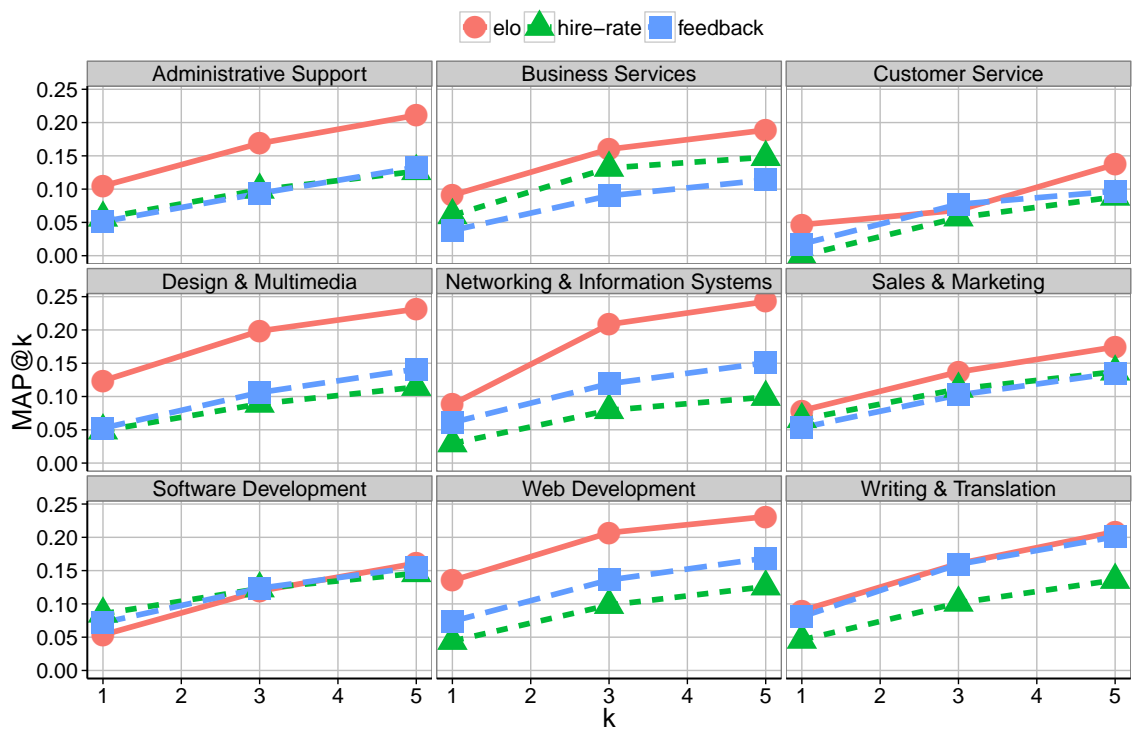 elo hire−rate feedback
Administrative Support Business Services Customer Service
0.25
0.20
0.15
0.10
0.05
0.00
Design & Multimedia Networking & Information Systems Sales & Marketing
0.25
0.20
0.15
0.10
0.05
0.00
MAP@k
Software Development Web Development Writing & Translation
0.25
0.20
0.15
0.10
0.05
0.00
1 2 3 4 5 1 2 3 4 5 1 2 3 4 5
k